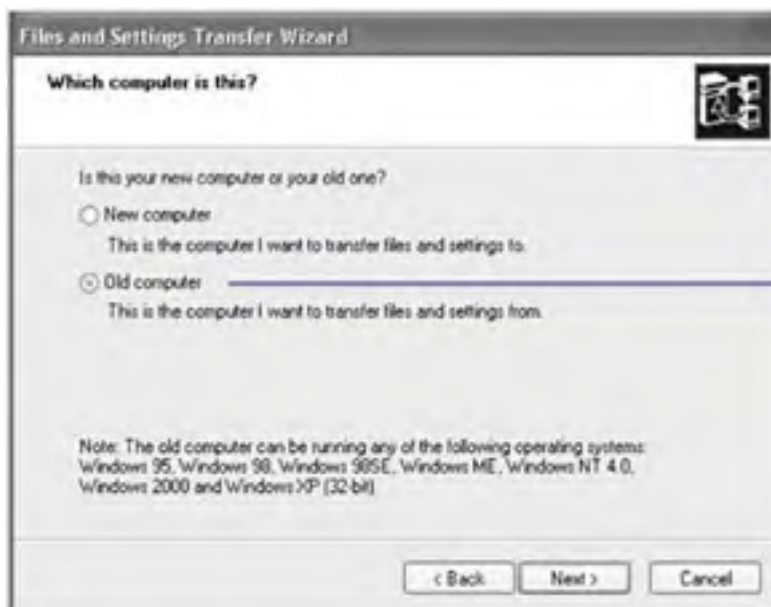 Files and Settings Transfer Wizard
Which computer is this?
Is this your new computer or your old one?
New computer
This is the computer I want to transfer files and settings to.
Old computer
This is the computer I want to transfer files and settings from.
Note: The old computer can be running any of the following operating systems:
Windows 95, Windows 98, Windows 98SE, Windows ME, Windows NT 4.0,
Windows 2000 and Windows XP (32-bit)
< Back
Next >
Cancel